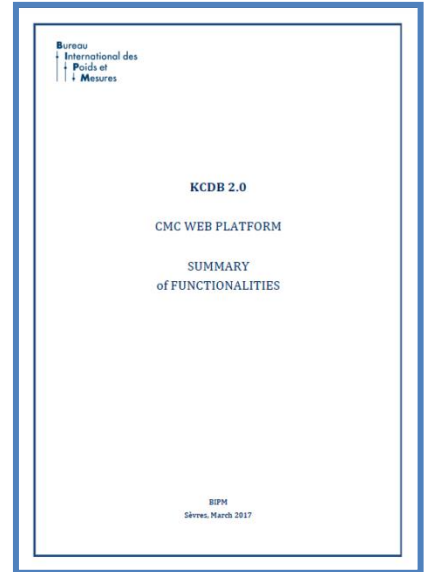 Bureau
International des
Poids et
Mesures
KCDB 2.0
CMC WEB PLATFORM
SUMMARY
of FUNCTIONALITIES
BIPM
Sèvres, March 2017